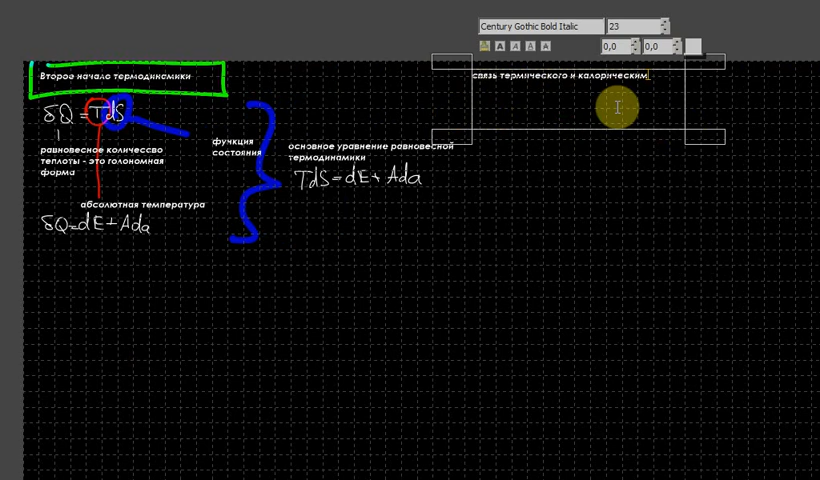 Century Gothic Bold Italic
23
A A A A
0,0
0,0
Второе начало термодинамики
связь термического и калорическим
δQ = TdS
функция
состояния
равновесное количесвво
теплоты - это голономная
форма
основное уравнение равновесной
термодинамики
TdS = dE + Ada
абсолютная температура
δQ = dE + Ada